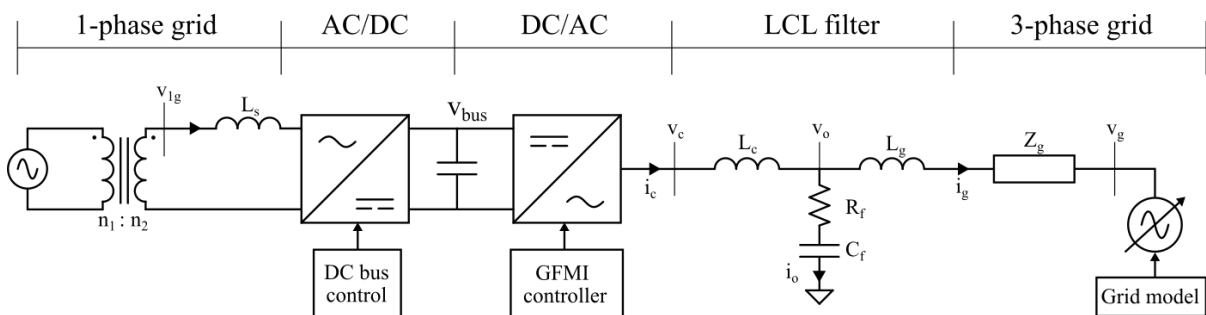 1-phase grid
AC/DC
DC/AC
LCL filter
3-phase grid
v1g
Ls
vbus
vc
Lc
vo
Lg
Zg
vg
ic
ig
n1 : n2
Rf
Cf
io
DC bus
control
GFMI
controller
Grid model